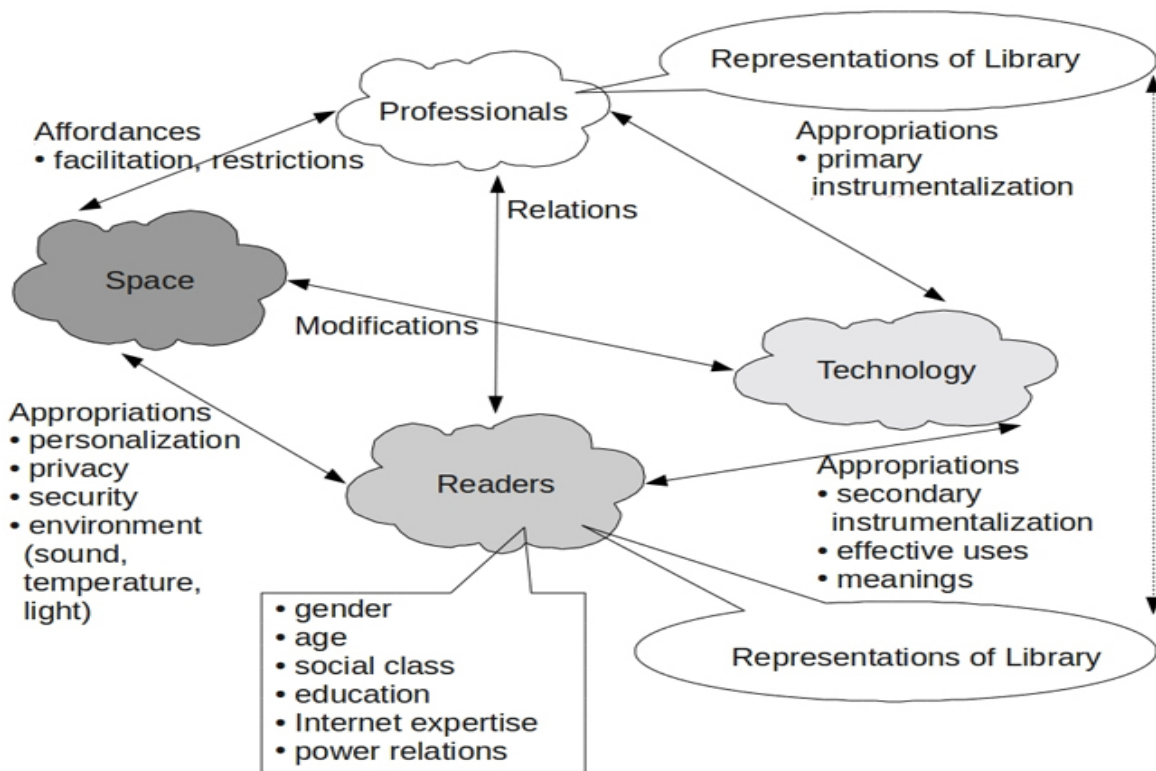 Representations of Library
Professionals
Affordances
• facilitation, restrictions
Appropriations
• primary
instrumentalization
Relations
Space
Modifications
Technology
Appropriations
• personalization
• privacy
• security
• environment
(sound,
temperature,
light)
Readers
Appropriations
• secondary
instrumentalization
• effective uses
• meanings
• gender
• age
• social class
• education
• Internet expertise
• power relations
Representations of Library